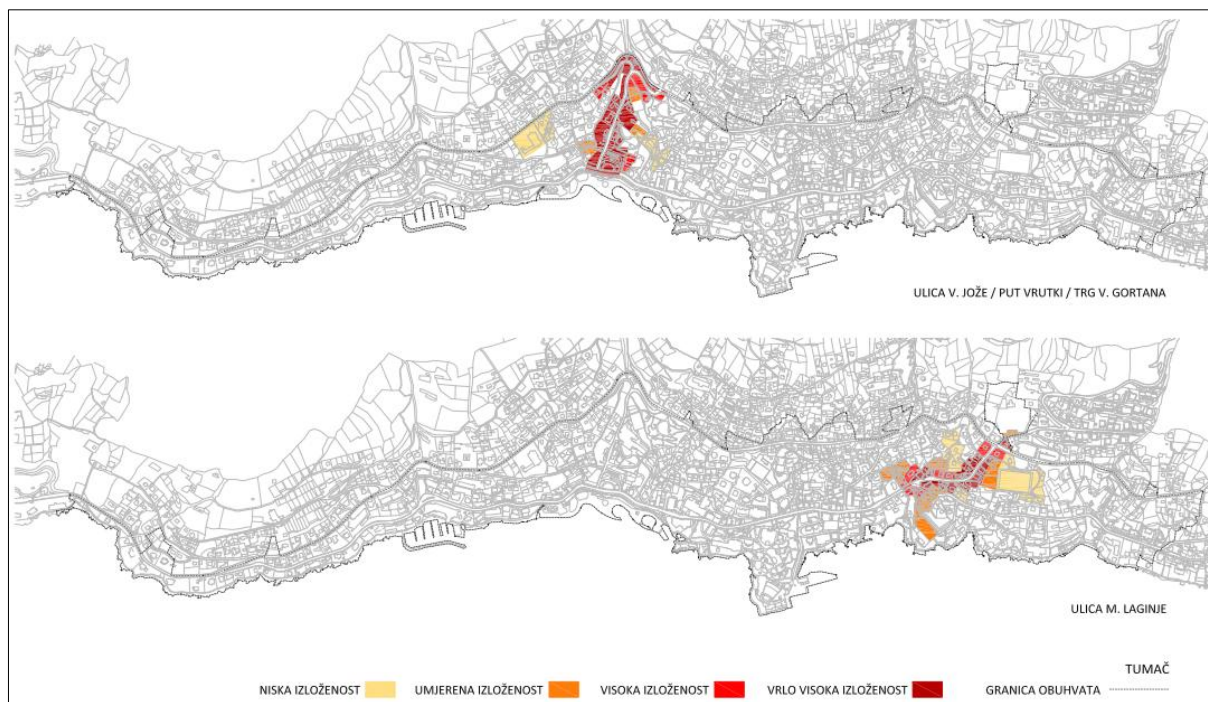 ULICA V. JOŽE / PUT VRUTKI / TRG V. GORTANA
ULICA M. LAGINJE
TUMAČ
NISKA IZLOŽENOST UMJERENA IZLOŽENOST VISOKA IZLOŽENOST VRLO VISOKA IZLOŽENOST GRANICA OBUHVATA